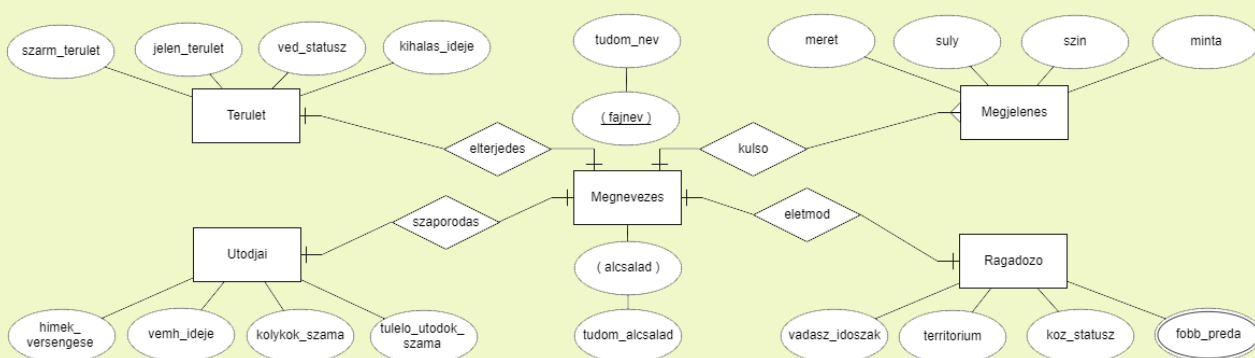 szarm_terulet
jelen_terulet
ved_statusz
kihalas_ideje
tudom_nev
meret
suly
szin
minta
Terulet
( fajnev )
Megjelenes
elterjedes
kulso
Megnevezes
szaporodas
eletmod
Utodjai
( alcsalad )
Ragadozo
himek_
versengese
vemh_ideje
kolykok_szama
tulelo_utodok_
szama
tudom_alcsalad
vadasz_idoszak
territorium
koz_statusz
fobb_preda